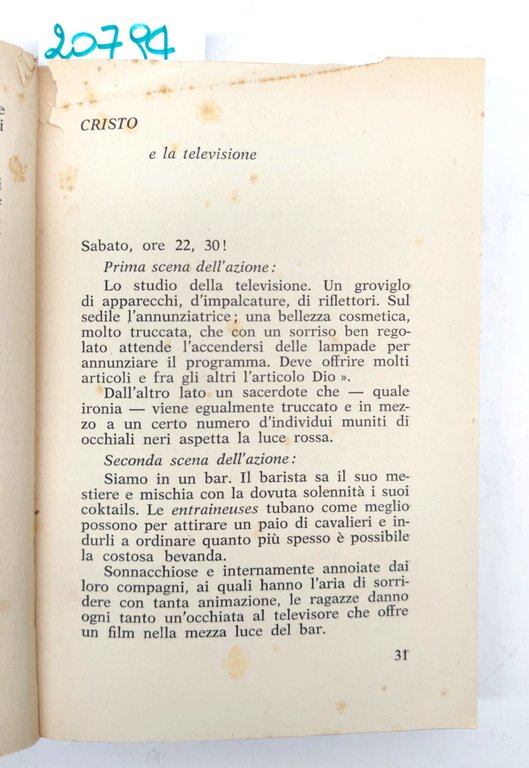 20794
CRISTO
e la televisione
Sabato, ore 22, 30!
Prima scena dell'azione:
Lo studio della televisione. Un groviglo
di apparecchi, d'impalcature, di riflettori. Sul
sedile l'annunziatrice; una bellezza cosmetica,
molto truccata, che con un sorriso ben rego-
lato attende l'accendersi delle lampade per
annunziare il programma. Deve offrire molti
articoli e fra gli altri l'articolo Dio ».
Dall'altro lato un sacerdote che — quale
ironia — viene egualmente truccato e in mez-
zo a un certo numero d'individui muniti di
occhiali neri aspetta la luce rossa.
Seconda scena dell'azione:
Siamo in un bar. Il barista sa il suo me-
stiere e mischia con la dovuta solennità i suoi
coktails. Le entraineuses tubano come meglio
possono per attirare un paio di cavalieri e in-
durli a ordinare quanto più spesso è possibile
la costosa bevanda.
Sonnacchiose e internamente annoiate dai
loro compagni, ai quali hanno l'aria di sorri-
dere con tanta animazione, le ragazze danno
ogni tanto un'occhiata al televisore che offre
un film nella mezza luce del bar.
31